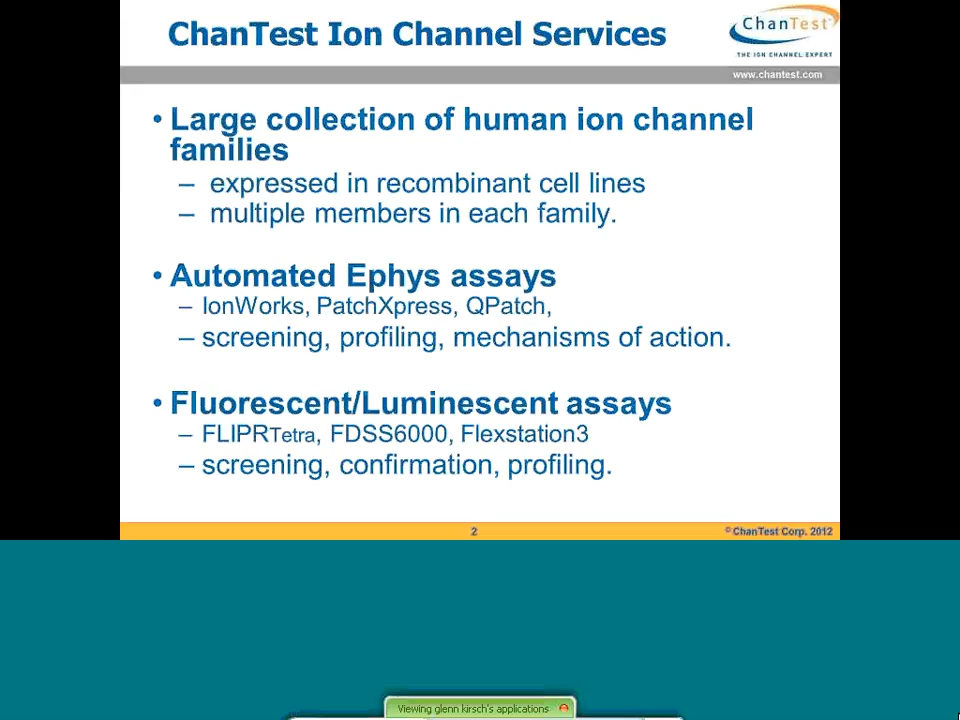 ChanTest Ion Channel Services
ChanTest
THE ION CHANNEL EXPERT
www.chantest.com
• Large collection of human ion channel
families
– expressed in recombinant cell lines
– multiple members in each family.
• Automated Ephys assays
– IonWorks, PatchXpress, QPatch,
– screening, profiling, mechanisms of action.
• Fluorescent/Luminescent assays
– FLIPRTetra, FDSS6000, Flexstation3
– screening, confirmation, profiling.
2
© ChanTest Corp. 2012
Viewing glenn kirsch's applications